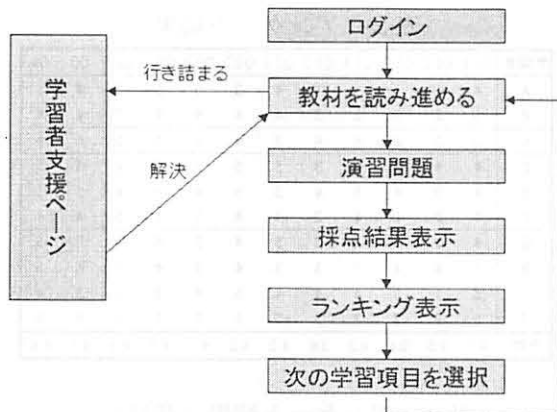 ログイン
行き詰まる
教材を読み進める
学習者支援ページ
解決
演習問題
採点結果表示
ランキング表示
次の学習項目を選択